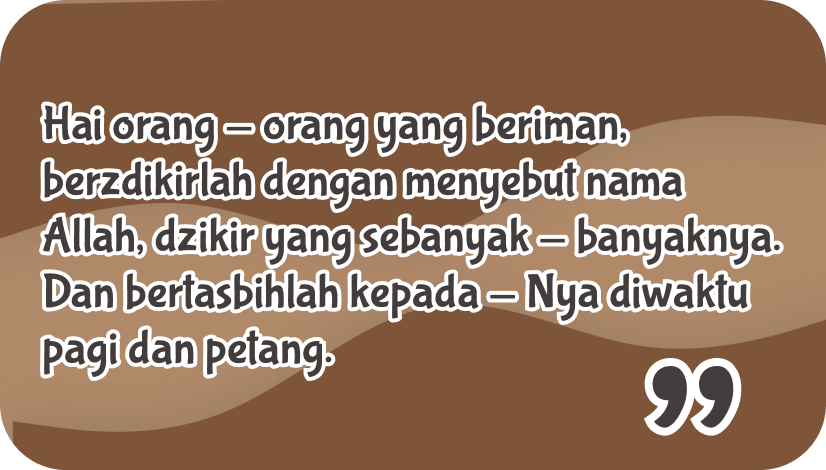 Hai orang – orang yang beriman,
berzdikirlah dengan menyebut nama
Allah, dzikir yang sebanyak – banyaknya.
Dan bertasbihlah kepada – Nya diwaktu
pagi dan petang.
”